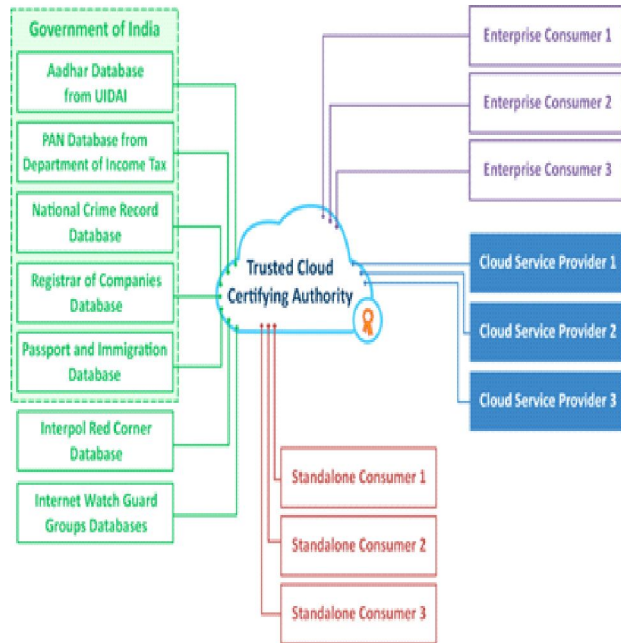 Government of India
Aadhar Database
from UIDAI
PAN Database from
Department of Income Tax
National Crime Record
Database
Registrar of Companies
Database
Passport and Immigration
Database
Interpol Red Corner
Database
Internet Watch Guard
Groups Databases
Trusted Cloud
Certifying Authority
Enterprise Consumer 1
Enterprise Consumer 2
Enterprise Consumer 3
Cloud Service Provider 1
Cloud Service Provider 2
Cloud Service Provider 3
Standalone Consumer 1
Standalone Consumer 2
Standalone Consumer 3